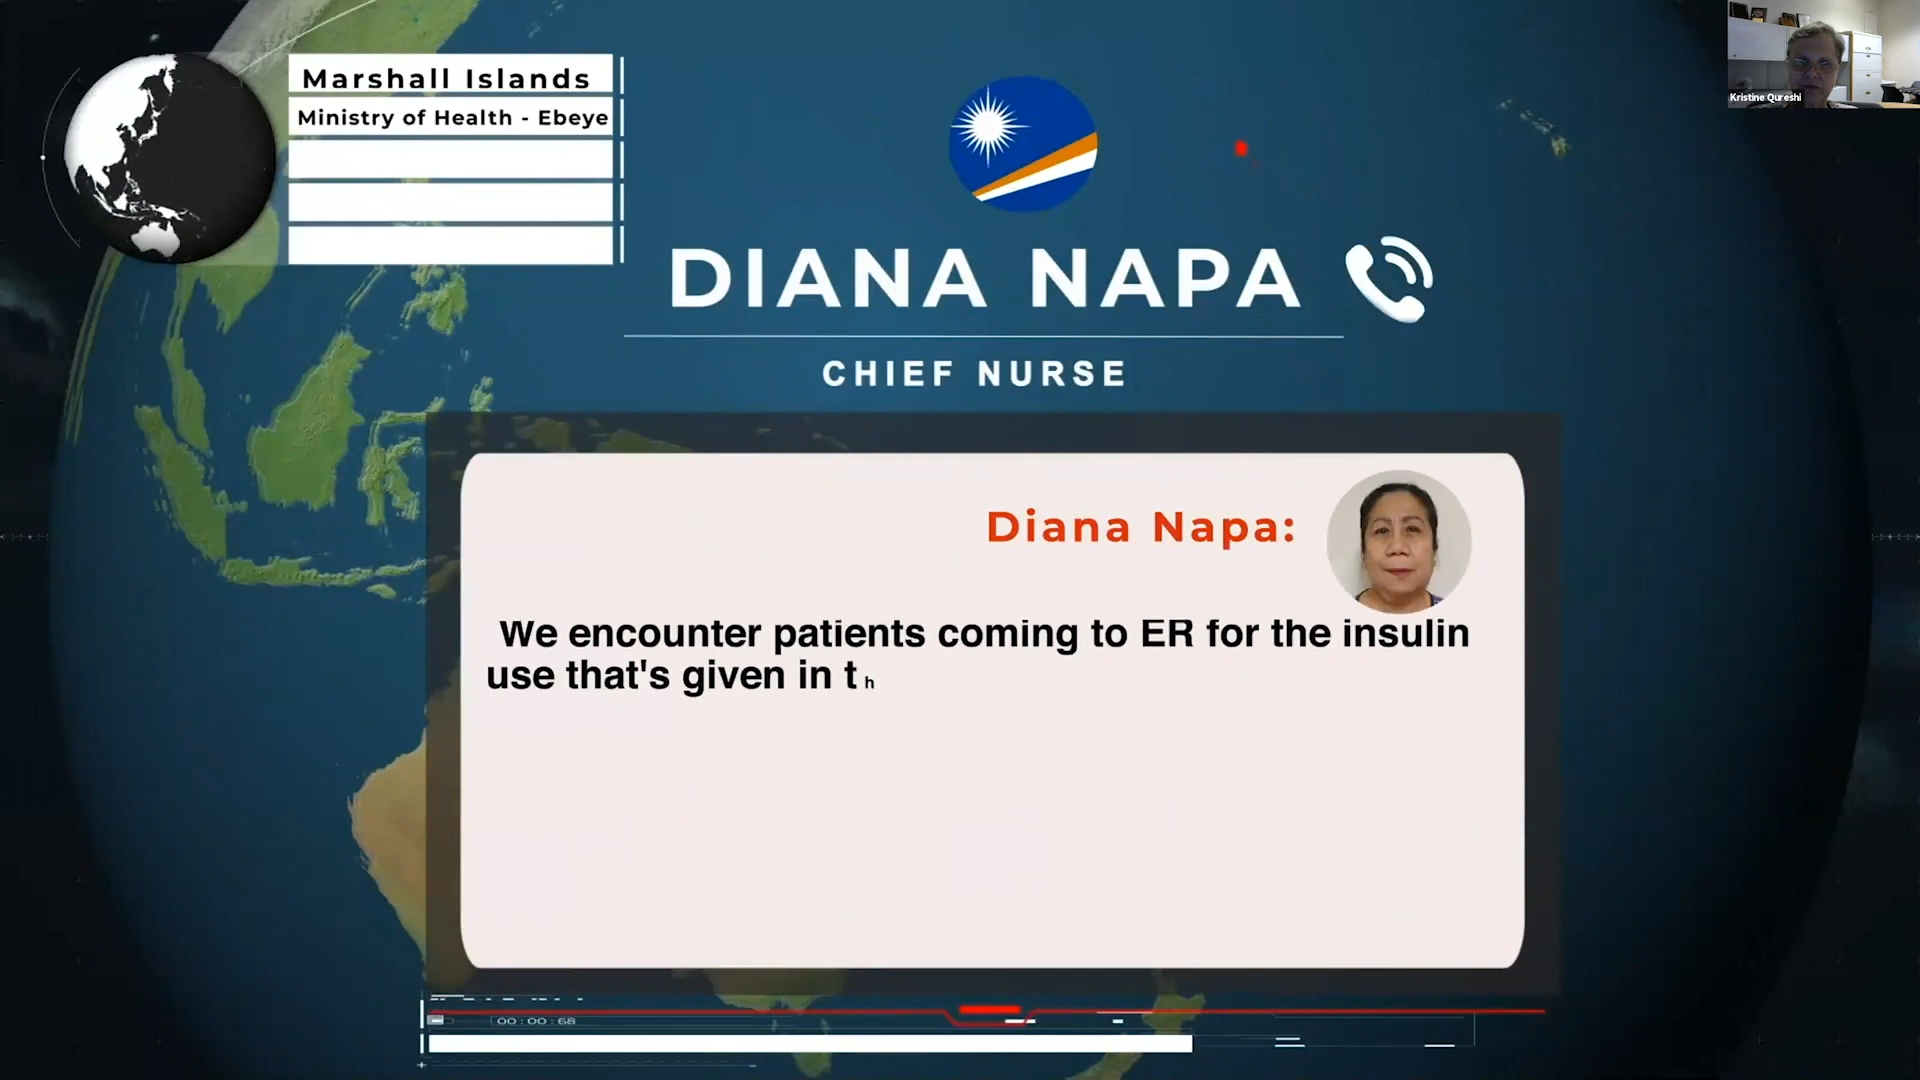 Marshall Islands
Ministry of Health - Ebeye
Kristine Qureshi
DIANA NAPA
CHIEF NURSE
Diana Napa:
We encounter patients coming to ER for the insulin
use that's given in th
00:00:68